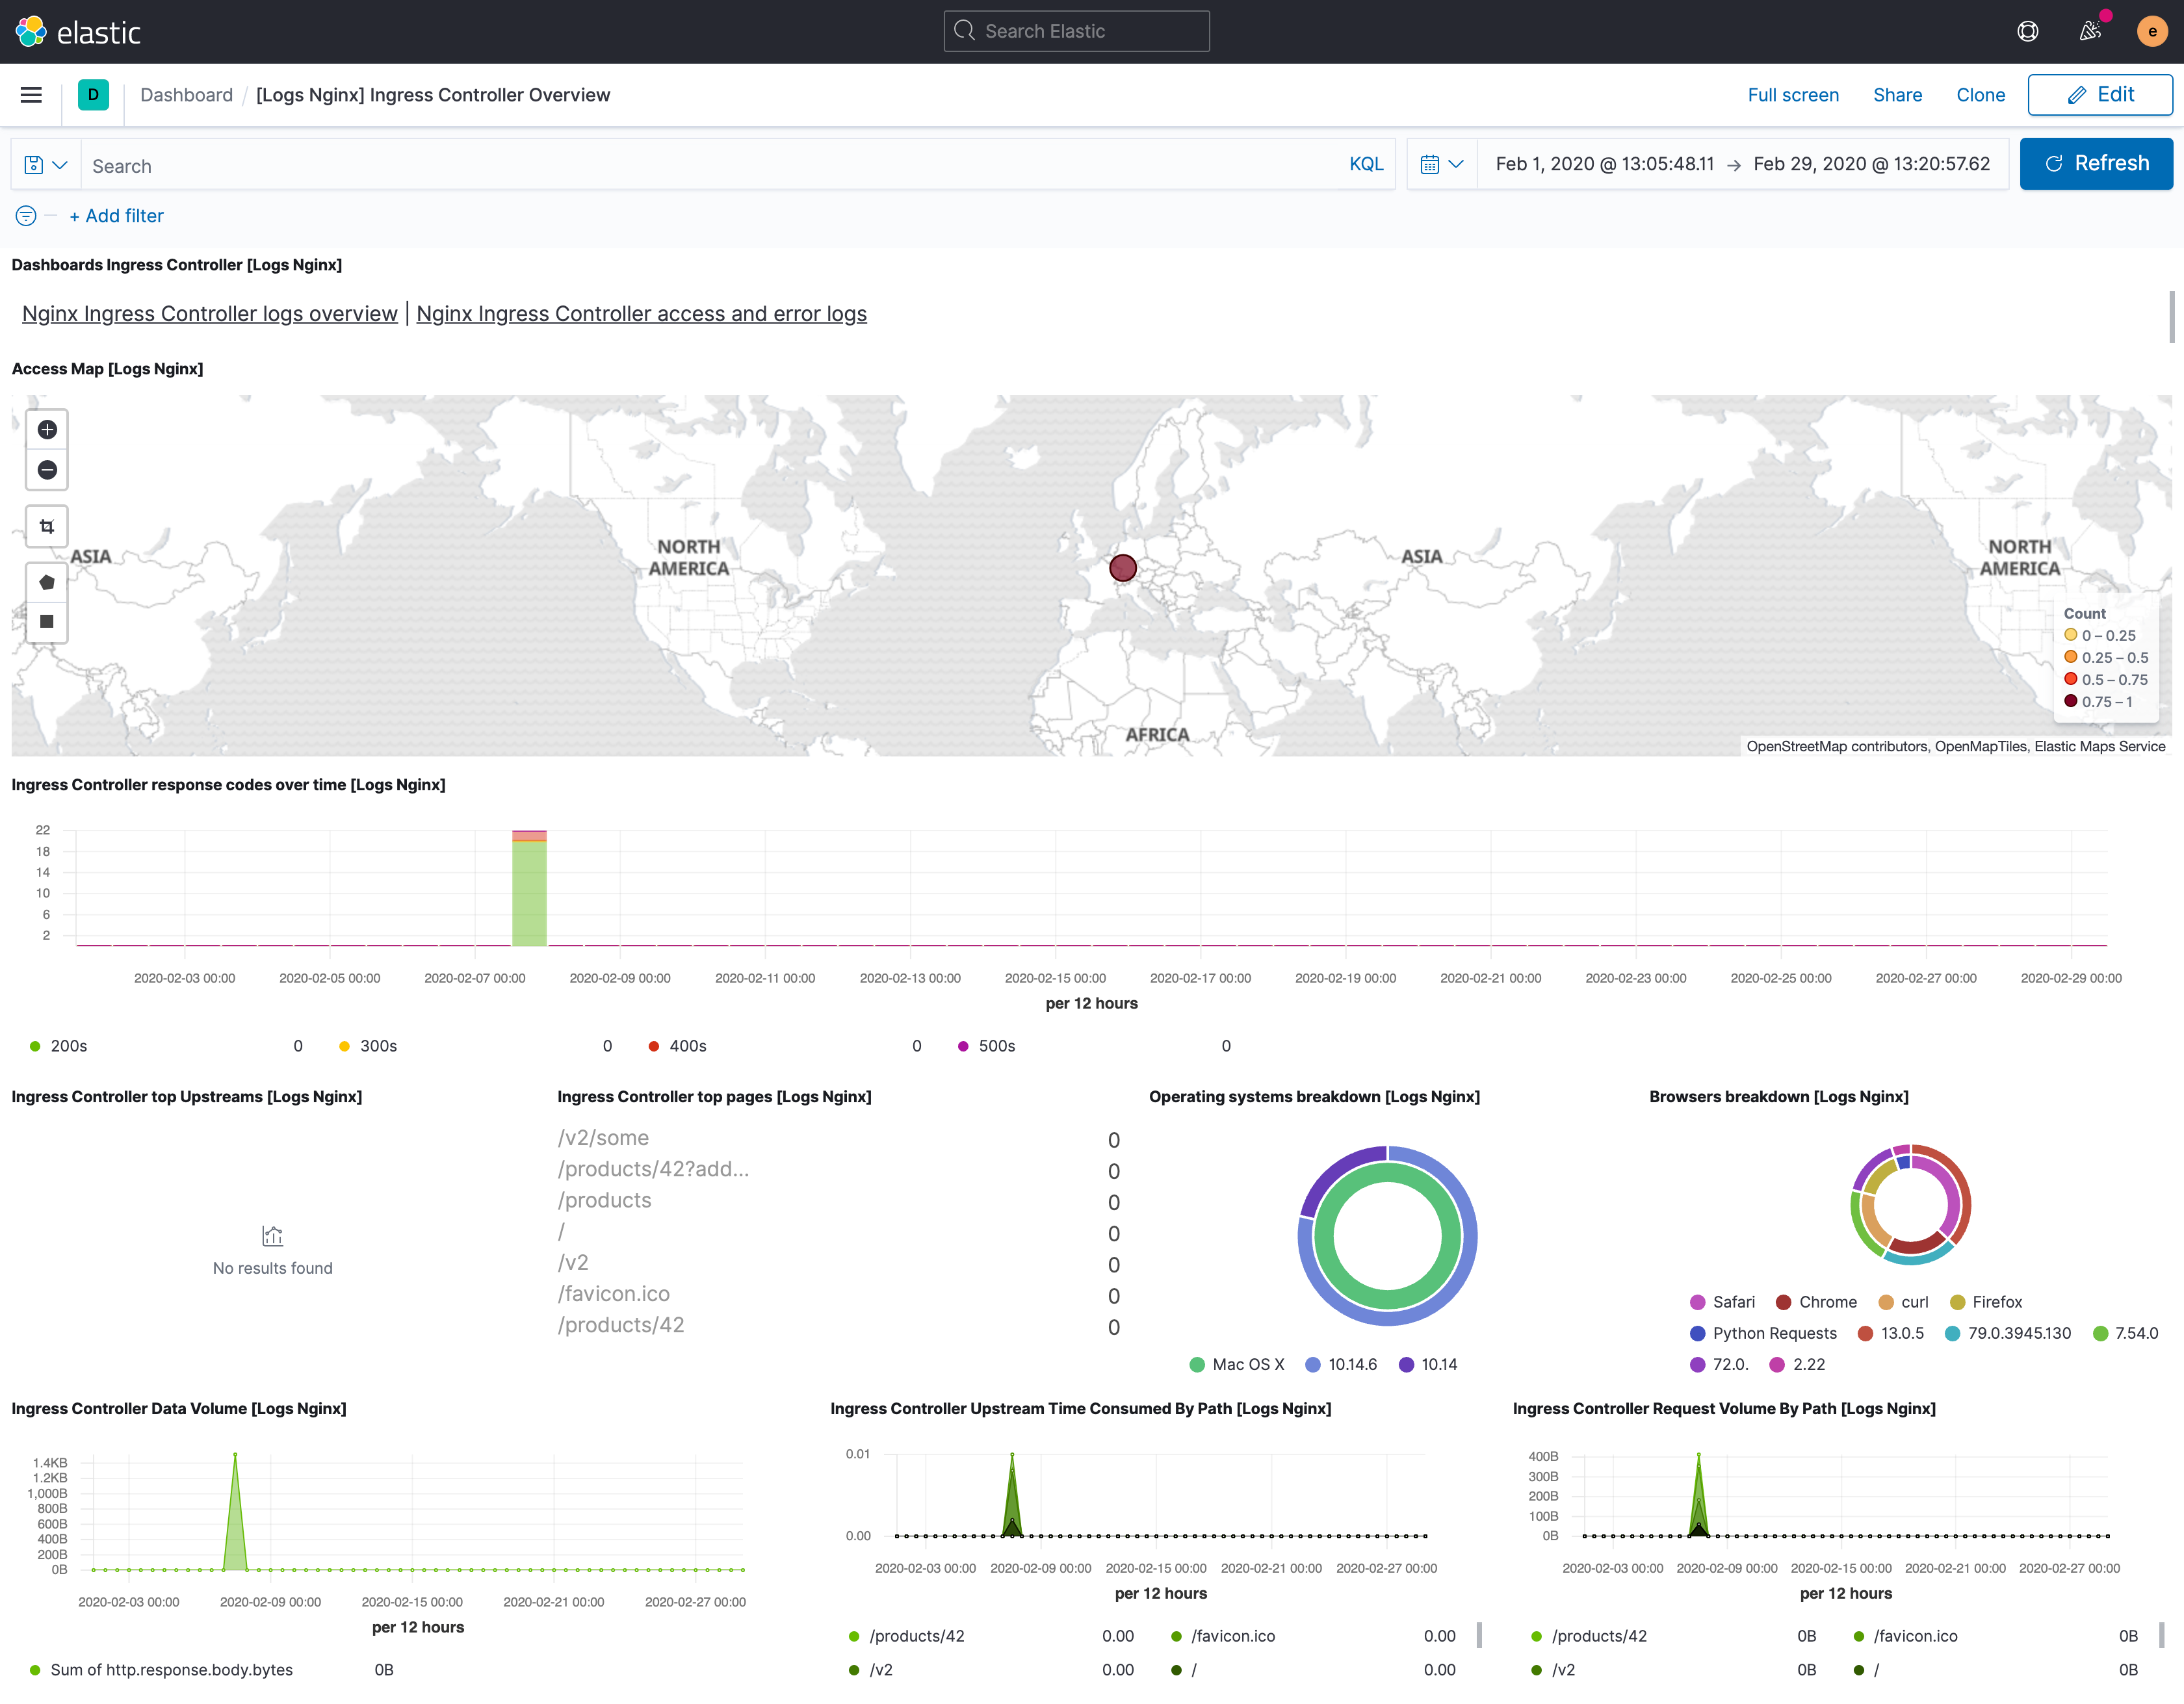 elastic
Search Elastic
e
D
Dashboard / [Logs Nginx] Ingress Controller Overview
Full screen
Share
Clone
Edit
Search
KQL
Feb 1, 2020 @ 13:05:48.11 → Feb 29, 2020 @ 13:20:57.62
Refresh
+ Add filter
Dashboards Ingress Controller [Logs Nginx]
Nginx Ingress Controller logs overview | Nginx Ingress Controller access and error logs
Access Map [Logs Nginx]
ASIA
NORTH
AMERICA
ASIA
NORTH
AMERICA
AFRICA
Count
0 – 0.25
0.25 – 0.5
0.5 – 0.75
0.75 – 1
OpenStreetMap contributors, OpenMapTiles, Elastic Maps Service
Ingress Controller response codes over time [Logs Nginx]
22
18
14
10
6
2
2020-02-03 00:00 2020-02-05 00:00 2020-02-07 00:00 2020-02-09 00:00 2020-02-11 00:00 2020-02-13 00:00 2020-02-15 00:00 2020-02-17 00:00 2020-02-19 00:00 2020-02-21 00:00 2020-02-23 00:00 2020-02-25 00:00 2020-02-27 00:00 2020-02-29 00:00
per 12 hours
200s 0 300s 0 400s 0 500s 0
Ingress Controller top Upstreams [Logs Nginx]
No results found
Ingress Controller top pages [Logs Nginx]
/v2/some 0
/products/42?add... 0
/products 0
/ 0
/v2 0
/favicon.ico 0
/products/42 0
Operating systems breakdown [Logs Nginx]
Mac OS X 10.14.6 10.14
Browsers breakdown [Logs Nginx]
Safari Chrome curl Firefox
Python Requests 13.0.5 79.0.3945.130 7.54.0
72.0. 2.22
Ingress Controller Data Volume [Logs Nginx]
1.4KB
1.2KB
1,000B
800B
600B
400B
200B
0B
2020-02-03 00:00 2020-02-09 00:00 2020-02-15 00:00 2020-02-21 00:00 2020-02-27 00:00
per 12 hours
Sum of http.response.body.bytes 0B
Ingress Controller Upstream Time Consumed By Path [Logs Nginx]
0.01
0.00
2020-02-03 00:00 2020-02-09 00:00 2020-02-15 00:00 2020-02-21 00:00 2020-02-27 00:00
per 12 hours
/products/42 0.00 /favicon.ico 0.00
/v2 0.00 / 0.00
Ingress Controller Request Volume By Path [Logs Nginx]
400B
300B
200B
100B
0B
2020-02-03 00:00 2020-02-09 00:00 2020-02-15 00:00 2020-02-21 00:00 2020-02-27 00:00
per 12 hours
/products/42 0B /favicon.ico 0B
/v2 0B / 0B